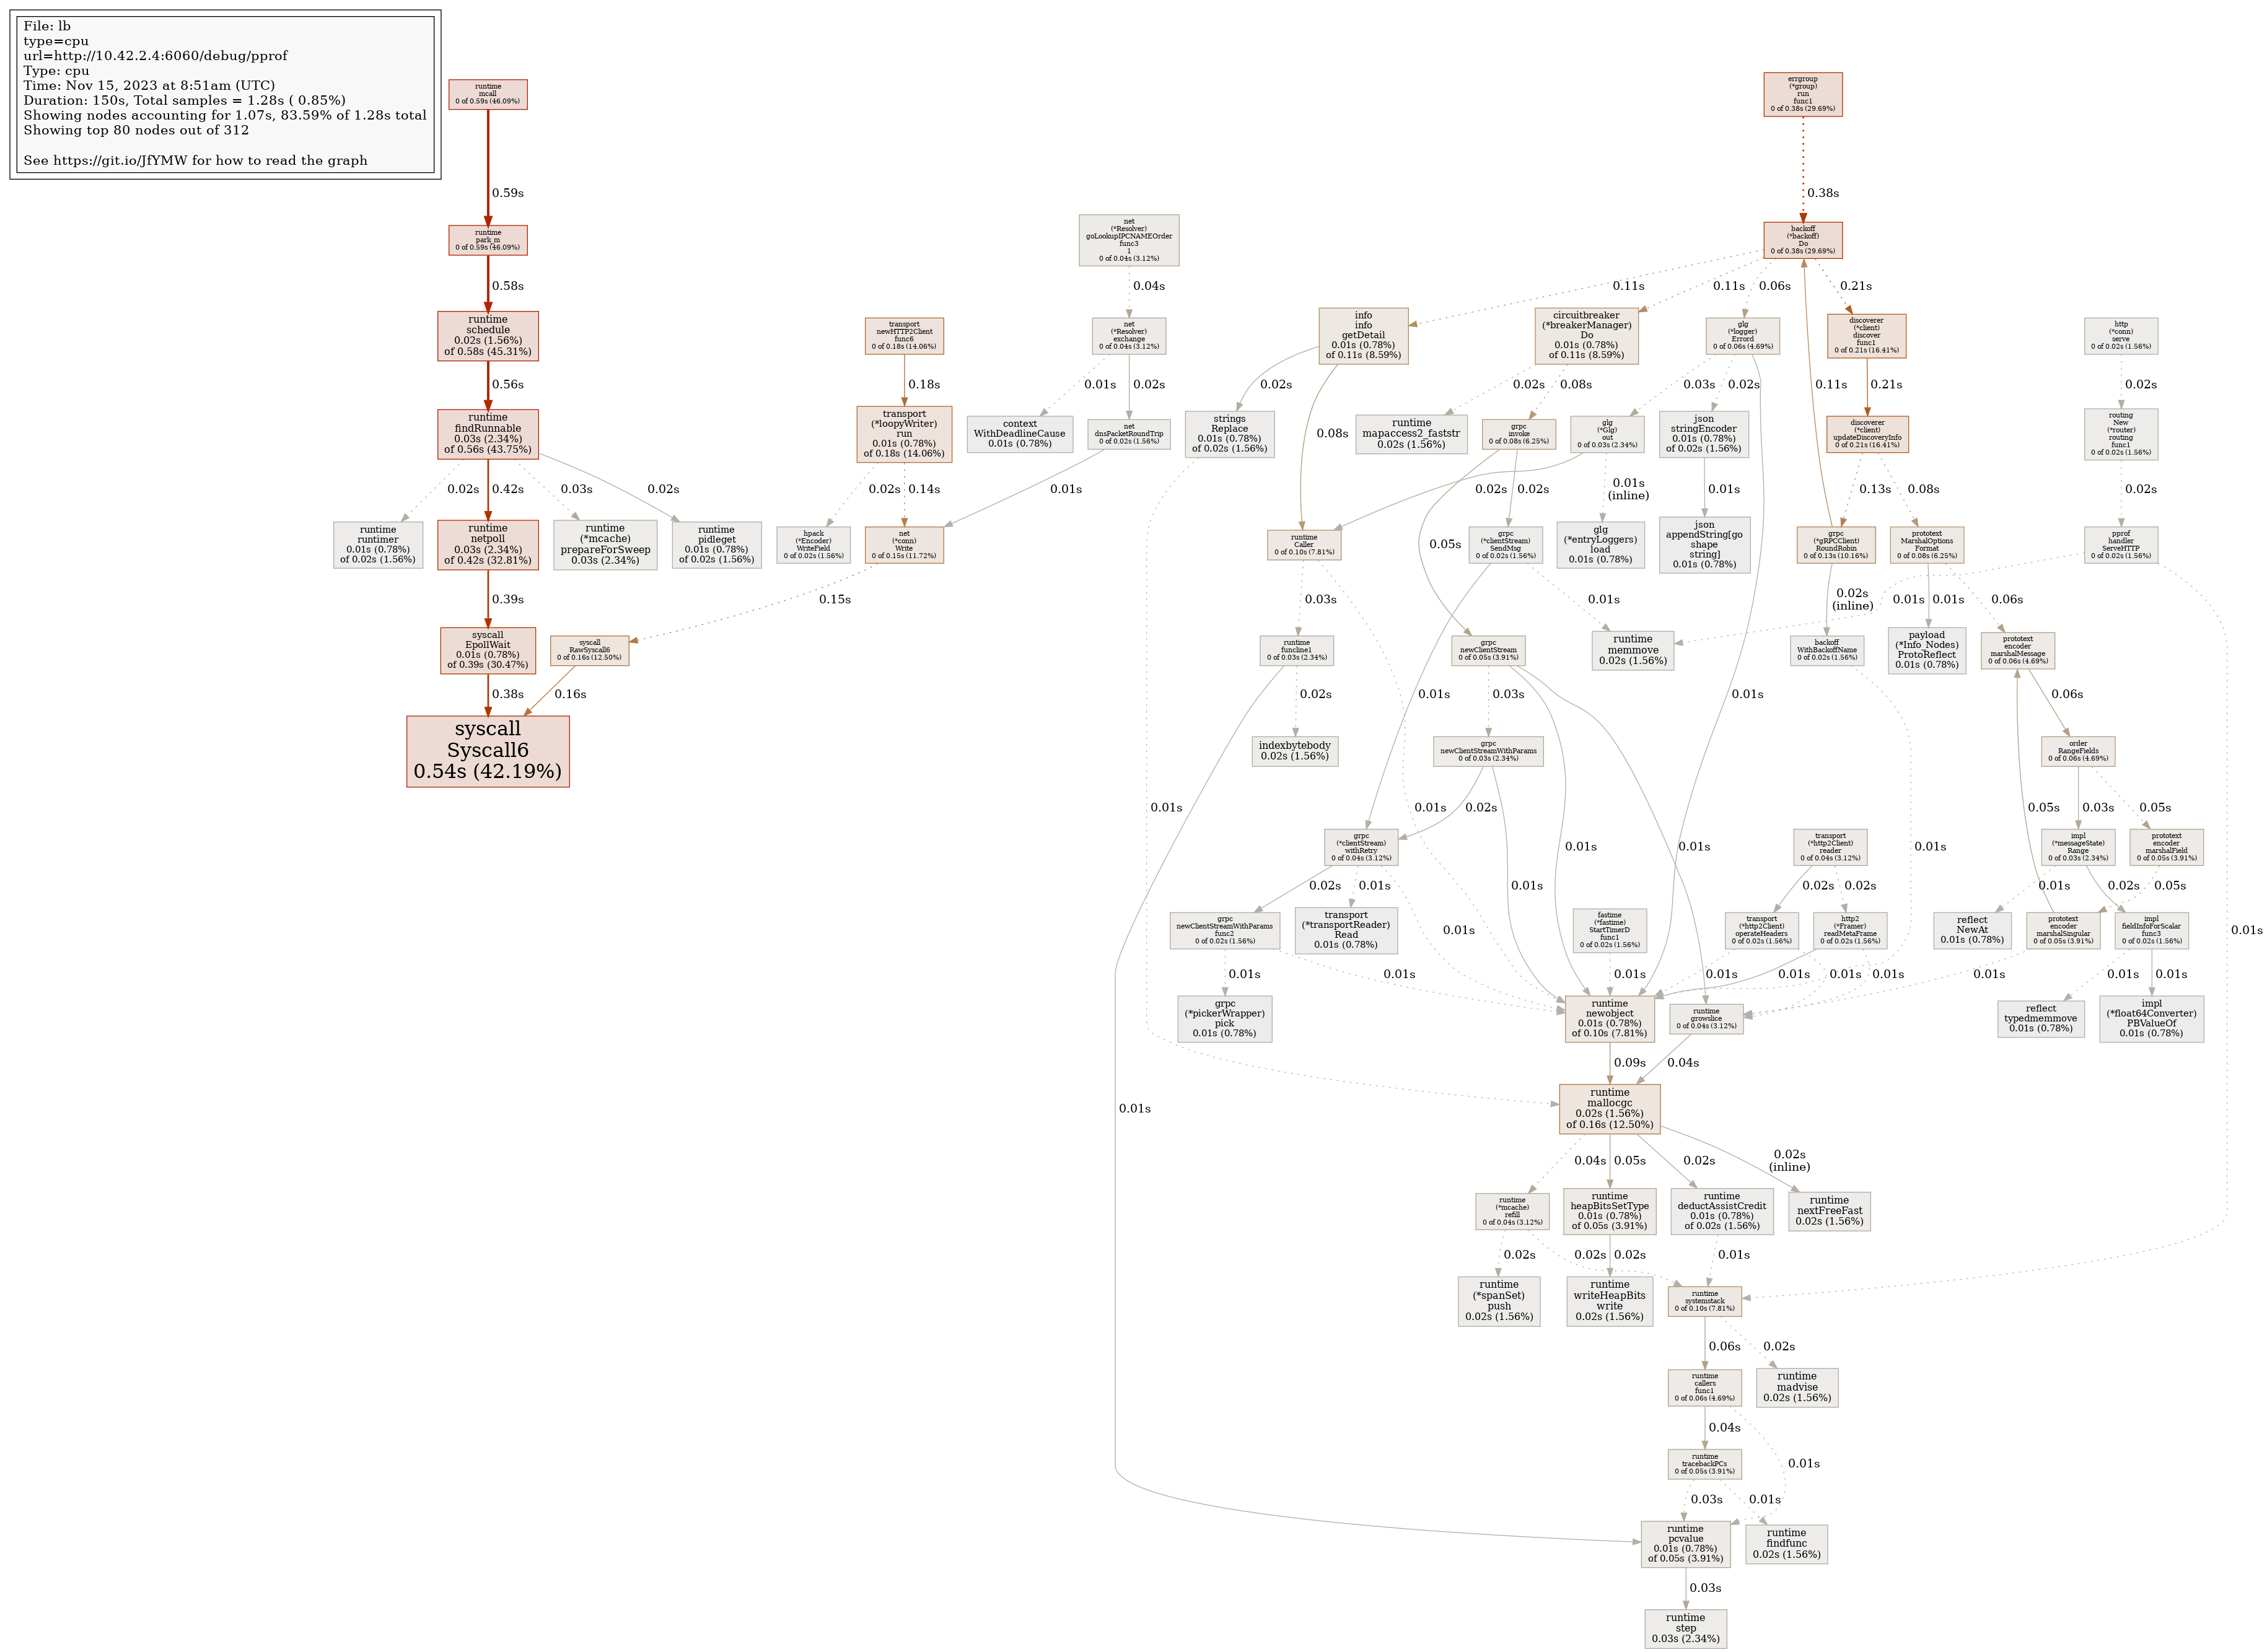 File: lb
type=cpu
url=http://10.42.2.4:6060/debug/pprof
Type: cpu
Time: Nov 15, 2023 at 8:51am (UTC)
Duration: 150s, Total samples = 1.28s ( 0.85%)
Showing nodes accounting for 1.07s, 83.59% of 1.28s total
Showing top 80 nodes out of 312
See https://git.io/JfYMW for how to read the graph
runtime
mcall
0 of 0.59s (46.09%)
errgroup
(*group)
run
func1
0 of 0.38s (29.69%)
0.59s
0.38s
runtime
park_m
0 of 0.59s (46.09%)
net
(*Resolver)
goLookupIPCNAMEOrder
func3
1
0 of 0.04s (3.12%)
backoff
(*backoff)
Do
0 of 0.38s (29.69%)
0.58s
0.04s
0.11s
0.11s
0.06s
0.21s
runtime
schedule
0.02s (1.56%)
of 0.58s (45.31%)
transport
newHTTP2Client
func6
0 of 0.18s (14.06%)
net
(*Resolver)
exchange
0 of 0.04s (3.12%)
info
info
getDetail
0.01s (0.78%)
of 0.11s (8.59%)
circuitbreaker
(*breakerManager)
Do
0.01s (0.78%)
of 0.11s (8.59%)
glg
(*logger)
Errord
0 of 0.06s (4.69%)
discoverer
(*client)
discover
func1
0 of 0.21s (16.41%)
http
(*conn)
serve
0 of 0.02s (1.56%)
0.56s
0.18s
0.01s
0.02s
0.02s
0.08s
0.02s
0.08s
0.03s
0.02s
0.01s
0.11s
0.21s
0.02s
runtime
findRunnable
0.03s (2.34%)
of 0.56s (43.75%)
transport
(*loopyWriter)
run
0.01s (0.78%)
of 0.18s (14.06%)
context
WithDeadlineCause
0.01s (0.78%)
net
dnsPacketRoundTrip
0 of 0.02s (1.56%)
strings
Replace
0.01s (0.78%)
of 0.02s (1.56%)
runtime
mapaccess2_faststr
0.02s (1.56%)
grpc
invoke
0 of 0.08s (6.25%)
glg
(*Glg)
out
0 of 0.03s (2.34%)
json
stringEncoder
0.01s (0.78%)
of 0.02s (1.56%)
discoverer
(*client)
updateDiscoveryInfo
0 of 0.21s (16.41%)
routing
New
(*router)
routing
func1
0 of 0.02s (1.56%)
0.02s
0.42s
0.03s
0.02s
0.02s
0.14s
0.01s
0.01s
0.05s
0.02s
0.02s
0.01s
(inline)
0.01s
0.13s
0.08s
0.02s
runtime
runtimer
0.01s (0.78%)
of 0.02s (1.56%)
runtime
netpoll
0.03s (2.34%)
of 0.42s (32.81%)
runtime
(*mcache)
prepareForSweep
0.03s (2.34%)
runtime
pidleget
0.01s (0.78%)
of 0.02s (1.56%)
hpack
(*Encoder)
WriteField
0 of 0.02s (1.56%)
net
(*conn)
Write
0 of 0.15s (11.72%)
runtime
Caller
0 of 0.10s (7.81%)
grpc
(*clientStream)
SendMsg
0 of 0.02s (1.56%)
glg
(*entryLoggers)
load
0.01s (0.78%)
json
appendString[go
shape
string]
0.01s (0.78%)
grpc
(*gRPCClient)
RoundRobin
0 of 0.13s (10.16%)
prototext
MarshalOptions
Format
0 of 0.08s (6.25%)
pprof
handler
ServeHTTP
0 of 0.02s (1.56%)
0.39s
0.15s
0.03s
0.01s
0.01s
0.01s
0.02s
(inline)
0.01s
0.01s
0.06s
0.01s
syscall
EpollWait
0.01s (0.78%)
of 0.39s (30.47%)
syscall
RawSyscall6
0 of 0.16s (12.50%)
runtime
funcline1
0 of 0.03s (2.34%)
grpc
newClientStream
0 of 0.05s (3.91%)
runtime
memmove
0.02s (1.56%)
backoff
WithBackoffName
0 of 0.02s (1.56%)
payload
(*Info_Nodes)
ProtoReflect
0.01s (0.78%)
prototext
encoder
marshalMessage
0 of 0.06s (4.69%)
0.38s
0.16s
0.01s
0.02s
0.03s
0.01s
0.01s
0.01s
0.06s
syscall
Syscall6
0.54s (42.19%)
indexbytebody
0.02s (1.56%)
grpc
newClientStreamWithParams
0 of 0.03s (2.34%)
order
RangeFields
0 of 0.06s (4.69%)
0.02s
0.01s
0.05s
0.03s
0.05s
grpc
(*clientStream)
withRetry
0 of 0.04s (3.12%)
transport
(*http2Client)
reader
0 of 0.04s (3.12%)
impl
(*messageState)
Range
0 of 0.03s (2.34%)
prototext
encoder
marshalField
0 of 0.05s (3.91%)
0.02s
0.01s
0.01s
0.02s
0.02s
0.01s
0.02s
0.05s
grpc
newClientStreamWithParams
func2
0 of 0.02s (1.56%)
transport
(*transportReader)
Read
0.01s (0.78%)
fastime
(*fastime)
StartTimerD
func1
0 of 0.02s (1.56%)
transport
(*http2Client)
operateHeaders
0 of 0.02s (1.56%)
http2
(*Framer)
readMetaFrame
0 of 0.02s (1.56%)
reflect
NewAt
0.01s (0.78%)
prototext
encoder
marshalSingular
0 of 0.05s (3.91%)
impl
fieldInfoForScalar
func3
0 of 0.02s (1.56%)
0.01s
0.01s
0.01s
0.01s
0.01s
0.01s
0.01s
0.01s
0.01s
0.01s
grpc
(*pickerWrapper)
pick
0.01s (0.78%)
runtime
newobject
0.01s (0.78%)
of 0.10s (7.81%)
runtime
growslice
0 of 0.04s (3.12%)
reflect
typedmemmove
0.01s (0.78%)
impl
(*float64Converter)
PBValueOf
0.01s (0.78%)
0.09s
0.04s
runtime
mallocgc
0.02s (1.56%)
of 0.16s (12.50%)
0.04s
0.05s
0.02s
0.02s
(inline)
runtime
(*mcache)
refill
0 of 0.04s (3.12%)
runtime
heapBitsSetType
0.01s (0.78%)
of 0.05s (3.91%)
runtime
deductAssistCredit
0.01s (0.78%)
of 0.02s (1.56%)
runtime
nextFreeFast
0.02s (1.56%)
0.02s
0.02s
0.02s
0.01s
runtime
(*spanSet)
push
0.02s (1.56%)
runtime
writeHeapBits
write
0.02s (1.56%)
runtime
systemstack
0 of 0.10s (7.81%)
0.06s
0.02s
runtime
callers
func1
0 of 0.06s (4.69%)
runtime
madvise
0.02s (1.56%)
0.04s
0.01s
runtime
tracebackPCs
0 of 0.05s (3.91%)
0.03s
0.01s
runtime
pcvalue
0.01s (0.78%)
of 0.05s (3.91%)
runtime
findfunc
0.02s (1.56%)
0.03s
runtime
step
0.03s (2.34%)